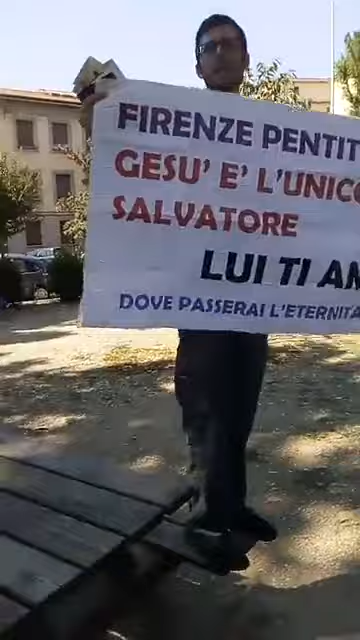 FIRENZE PENTIT
GESU' E' L'UNICO
SALVATORE
LUI TI AM
DOVE PASSERAI L'ETERNITA